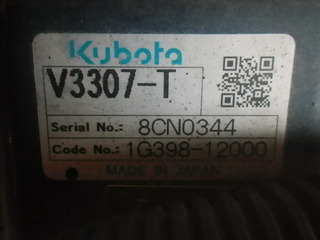 Kubota
V3307-T
Serial No.: 8CN0344
Code No.: 1G398-12000
MADE IN JAPAN